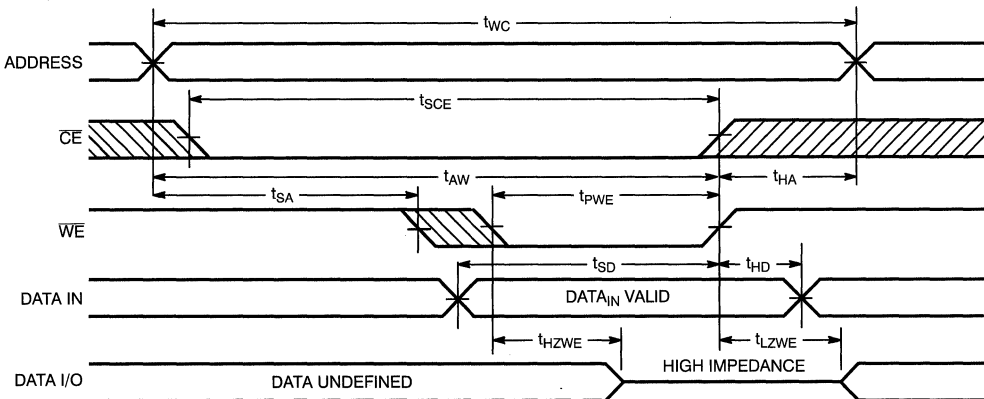 tWC
ADDRESS
tSCE
CE
tAW
tHA
tSA
tPWE
WE
tSD
tHD
DATA IN
DATAIN VALID
tHZWE
tLZWE
HIGH IMPEDANCE
DATA I/O
DATA UNDEFINED